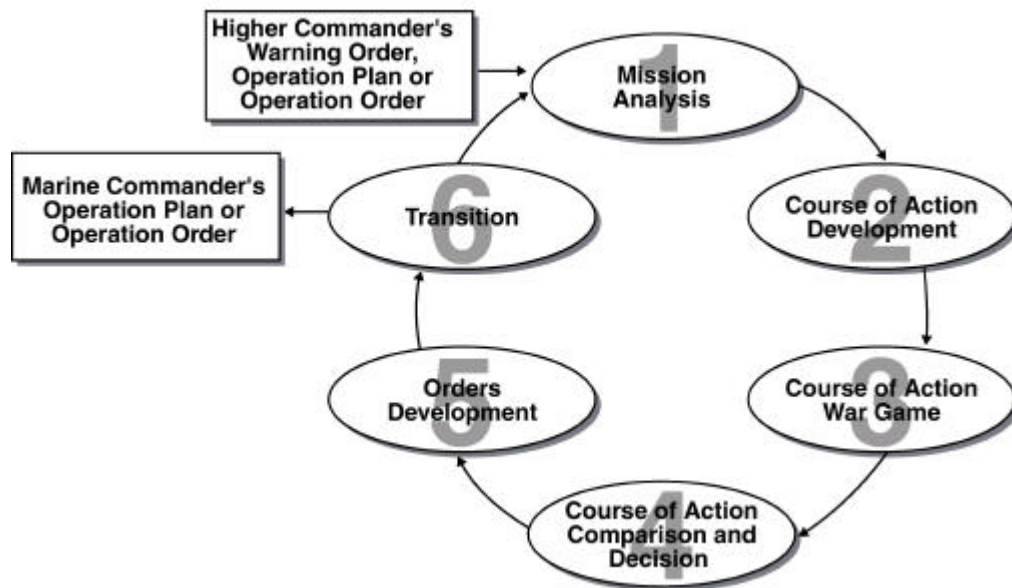 Higher Commander's
Warning Order,
Operation Plan or
Operation Order
1
Mission
Analysis
2
Course of Action
Development
3
Course of Action
War Game
4
Course of Action
Comparison and
Decision
5
Orders
Development
6
Transition
Marine Commander's
Operation Plan or
Operation Order